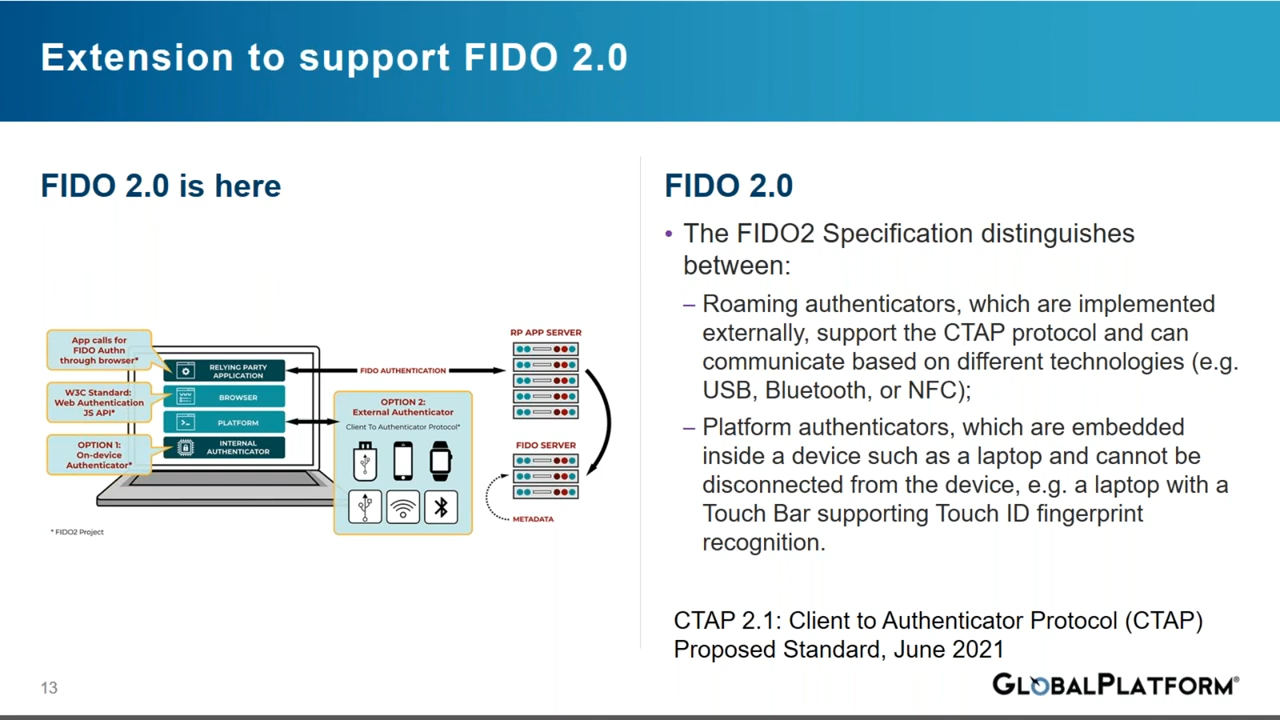 Extension to support FIDO 2.0
FIDO 2.0 is here
App calls for
FIDO Authn
through browser*
W3C Standard:
Web Authentication
JS API*
OPTION 1:
On-device
Authenticator*
RELYING PARTY
APPLICATION
BROWSER
PLATFORM
INTERNAL
AUTHENTICATOR
FIDO AUTHENTICATION
OPTION 2:
External Authenticator
Client To Authenticator Protocol*
RP APP SERVER
FIDO SERVER
METADATA
* FIDO2 Project
FIDO 2.0
• The FIDO2 Specification distinguishes
between:
– Roaming authenticators, which are implemented
externally, support the CTAP protocol and can
communicate based on different technologies (e.g.
USB, Bluetooth, or NFC);
– Platform authenticators, which are embedded
inside a device such as a laptop and cannot be
disconnected from the device, e.g. a laptop with a
Touch Bar supporting Touch ID fingerprint
recognition.
CTAP 2.1: Client to Authenticator Protocol (CTAP)
Proposed Standard, June 2021
13
GLOBALPLATFORM®